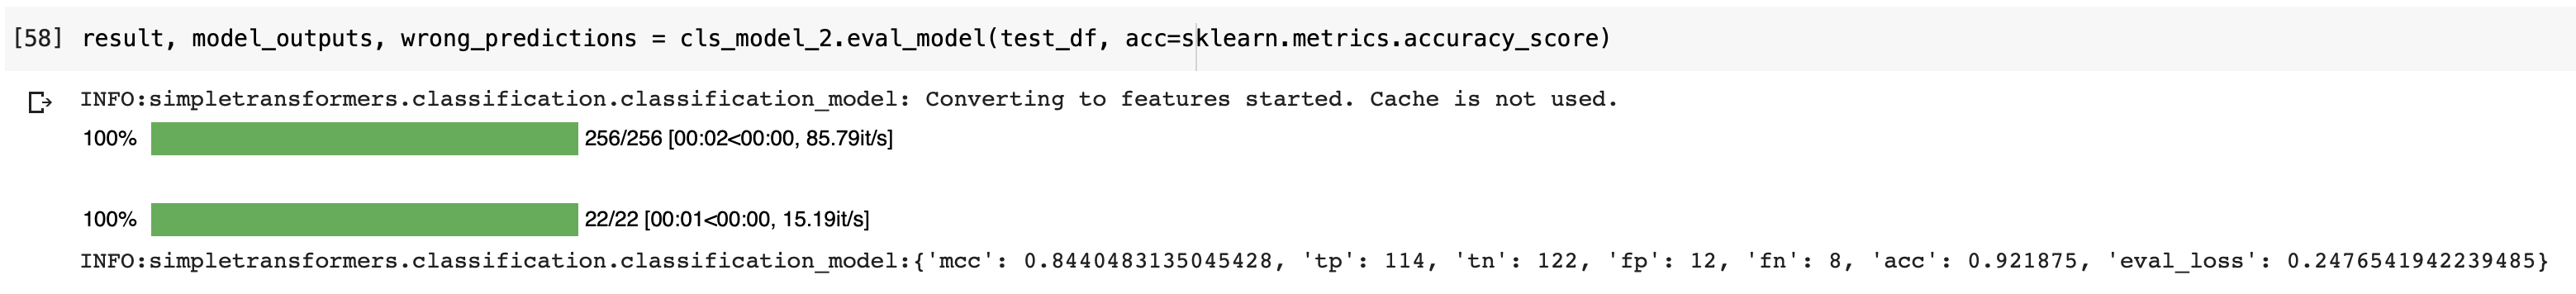 [58] result, model_outputs, wrong_predictions = cls_model_2.eval_model(test_df, acc=sklearn.metrics.accuracy_score)
INFO:simpletransformers.classification.classification_model: Converting to features started. Cache is not used.
100% 256/256 [00:02<00:00, 85.79it/s]
100% 22/22 [00:01<00:00, 15.19it/s]
INFO:simpletransformers.classification.classification_model:{'mcc': 0.8440483135045428, 'tp': 114, 'tn': 122, 'fp': 12, 'fn': 8, 'acc': 0.921875, 'eval_loss': 0.2476541942239485}